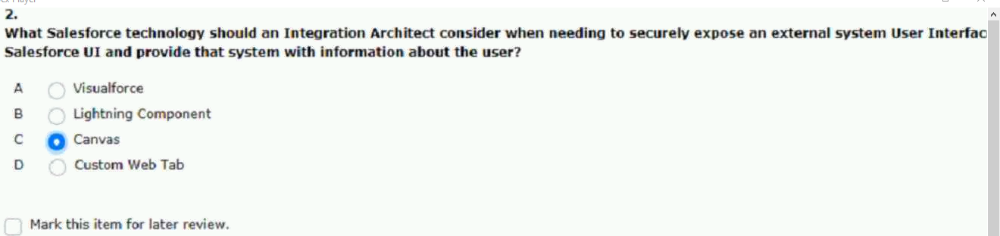 2.
What Salesforce technology should an Integration Architect consider when needing to securely expose an external system User Interfac
Salesforce UI and provide that system with information about the user?
A Visualforce
B Lightning Component
C Canvas
D Custom Web Tab
Mark this item for later review.